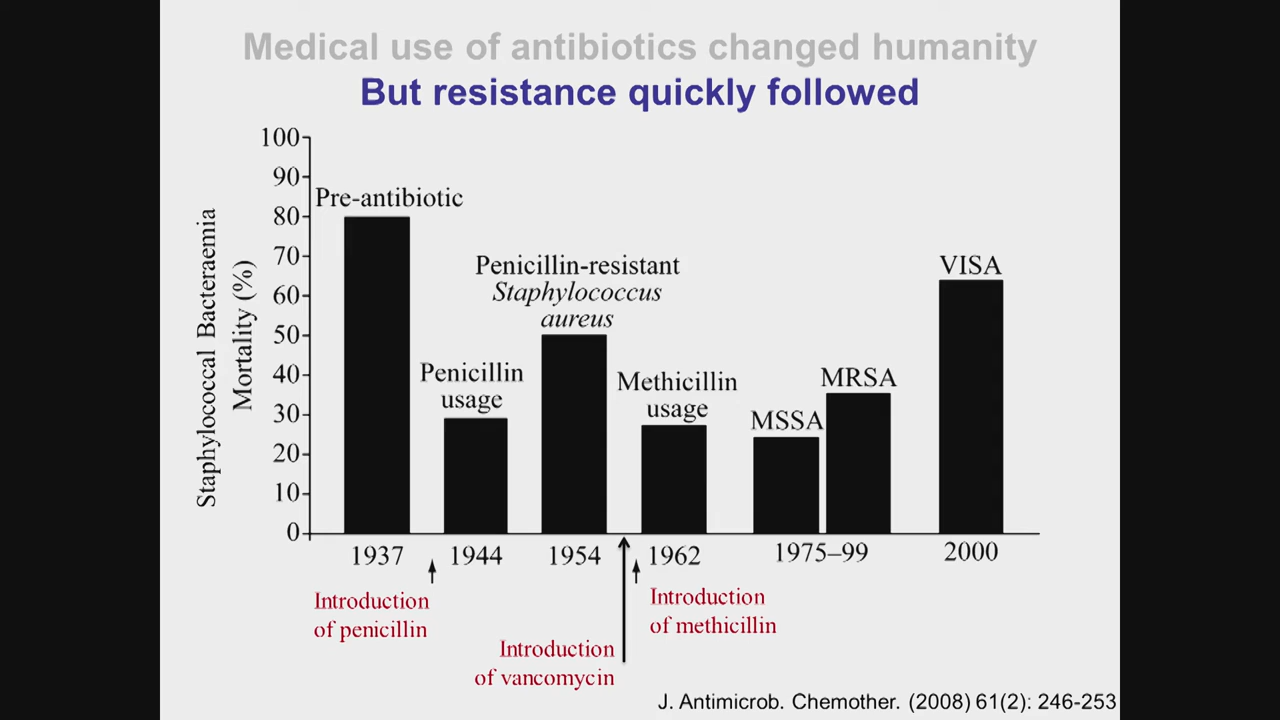 Medical use of antibiotics changed humanity
But resistance quickly followed
Staphylococcal Bacteraemia
Mortality (%)
100
90
80
70
60
50
40
30
20
10
0
Pre-antibiotic
Penicillin
usage
Penicillin-resistant
Staphylococcus
aureus
Methicillin
usage
MSSA
MRSA
VISA
1937
1944
1954
1962
1975–99
2000
Introduction
of penicillin
Introduction
of vancomycin
Introduction
of methicillin
J. Antimicrob. Chemother. (2008) 61(2): 246-253